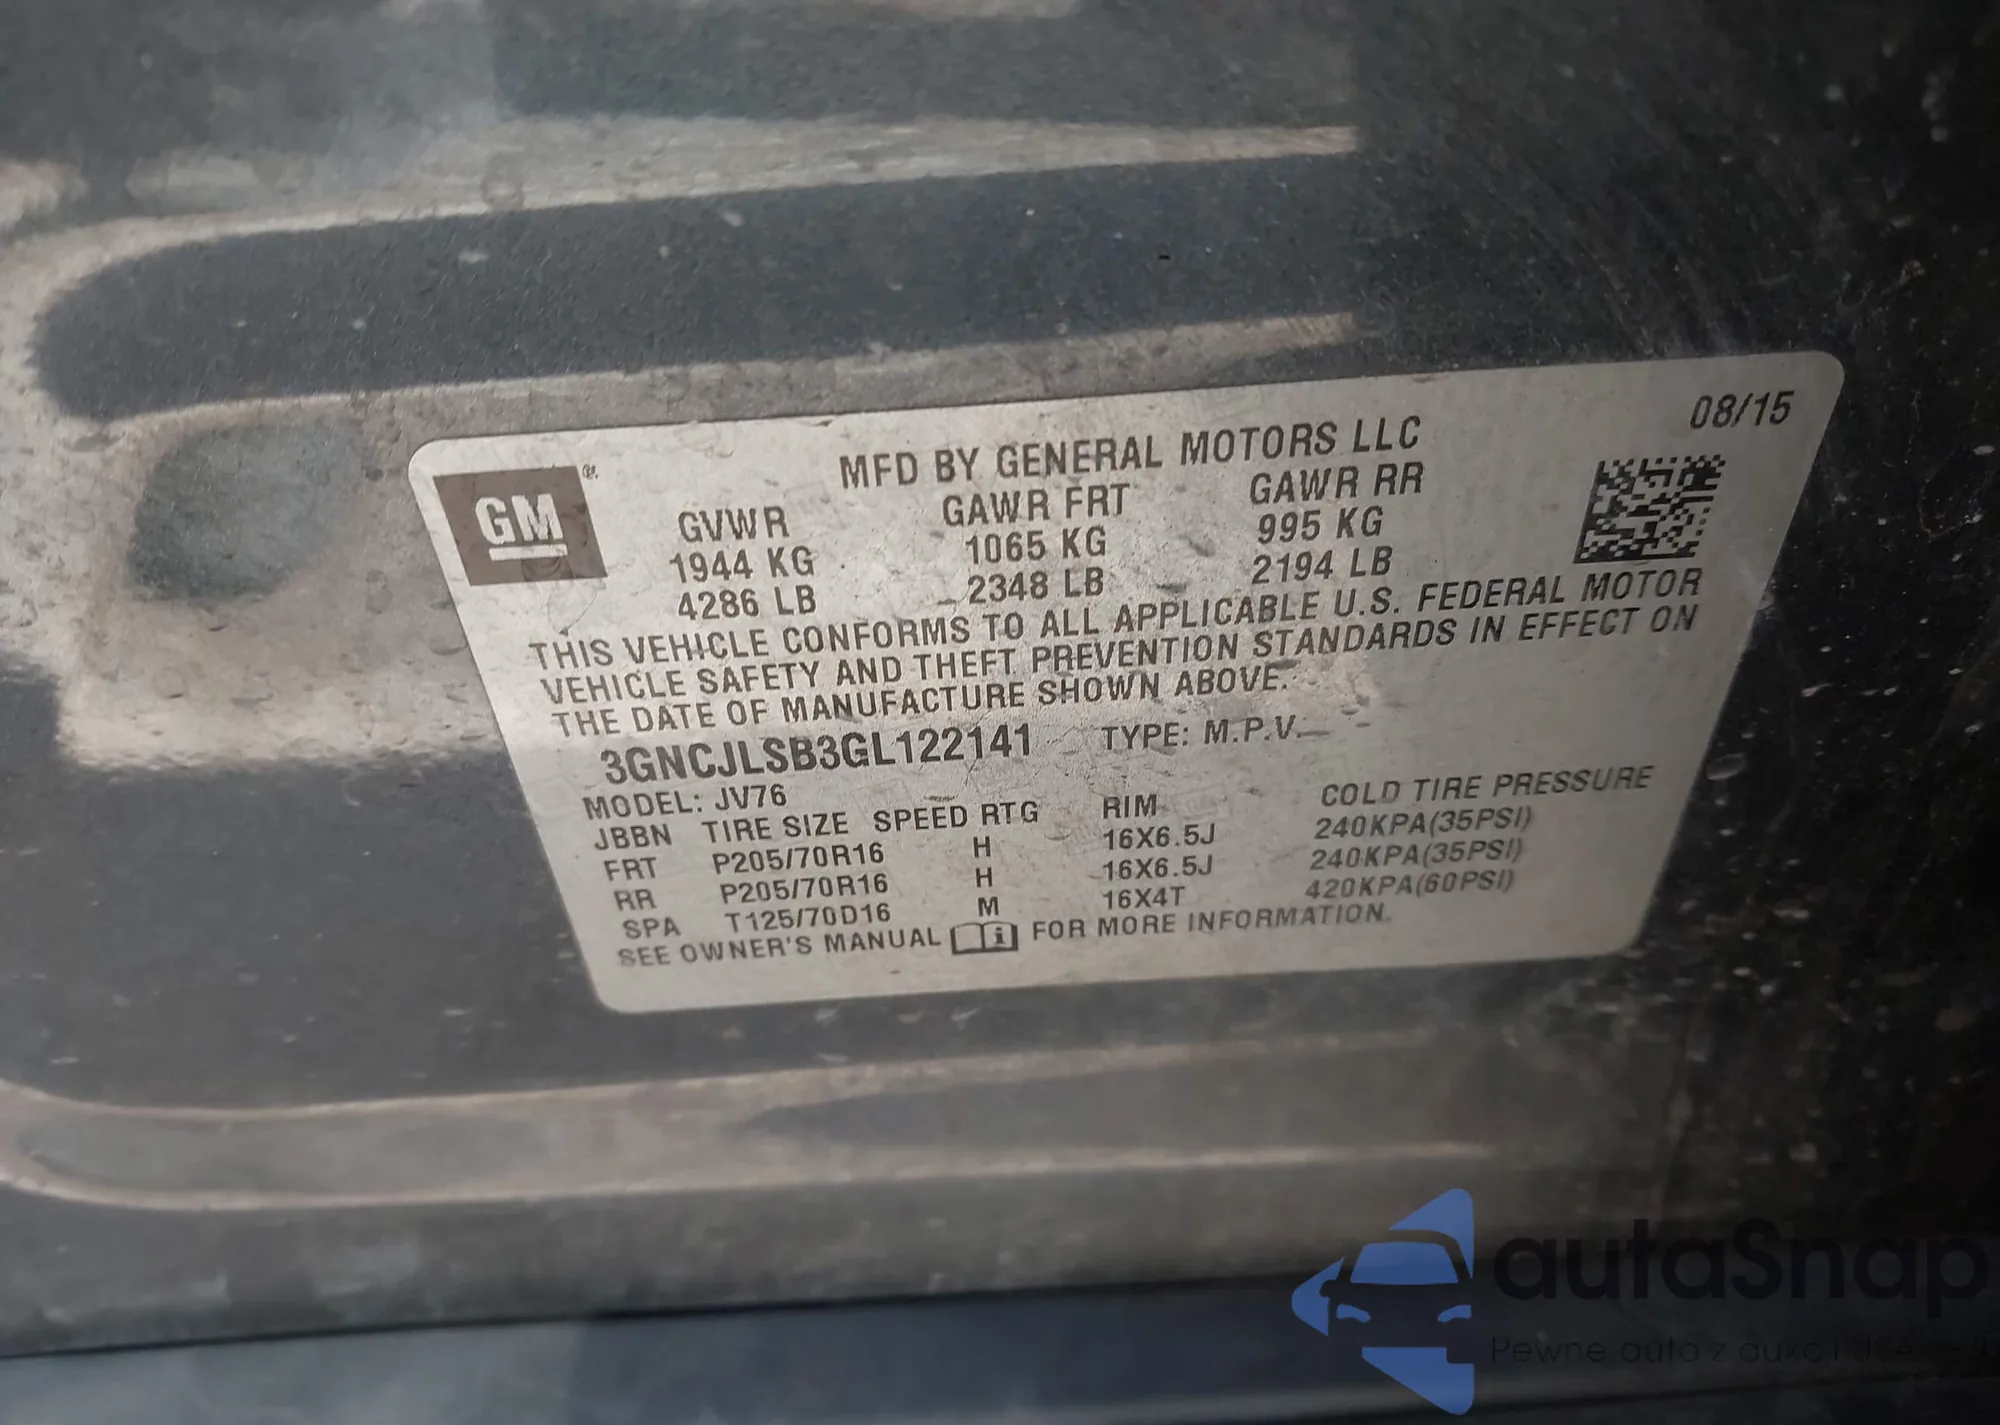 08/15
MFD BY GENERAL MOTORS LLC
GM ®
GVWR GAWR FRT GAWR RR
1944 KG 1065 KG 995 KG
4286 LB 2348 LB 2194 LB
THIS VEHICLE CONFORMS TO ALL APPLICABLE U.S. FEDERAL MOTOR
VEHICLE SAFETY AND THEFT PREVENTION STANDARDS IN EFFECT ON
THE DATE OF MANUFACTURE SHOWN ABOVE.
3GNCJLSB3GL122141 TYPE: M.P.V.
MODEL: JV76
JBBN TIRE SIZE SPEED RTG RIM COLD TIRE PRESSURE
FRT P205/70R16 H 16X6.5J 240KPA(35PSI)
RR P205/70R16 H 16X6.5J 240KPA(35PSI)
SPA T125/70D16 M 16X4T 420KPA(60PSI)
SEE OWNER'S MANUAL i FOR MORE INFORMATION.
autaSnap
Pewne auto z aukcji USA